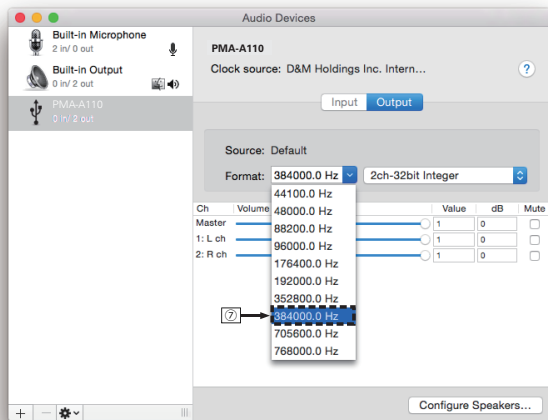 Audio Devices
Built-in Microphone
2 in/ 0 out
Built-in Output
0 in/ 2 out
PMA-A110
0 in/ 2 out
PMA-A110
Clock source: D&M Holdings Inc. Intern...
?
Input Output
Source: Default
Format: 384000.0 Hz 2ch-32bit Integer
44100.0 Hz
48000.0 Hz
88200.0 Hz
96000.0 Hz
176400.0 Hz
192000.0 Hz
352800.0 Hz
⑦ 384000.0 Hz
705600.0 Hz
768000.0 Hz
Ch Volume Value dB Mute
Master 1 0
1: L ch 1 0
2: R ch 1 0
Configure Speakers...